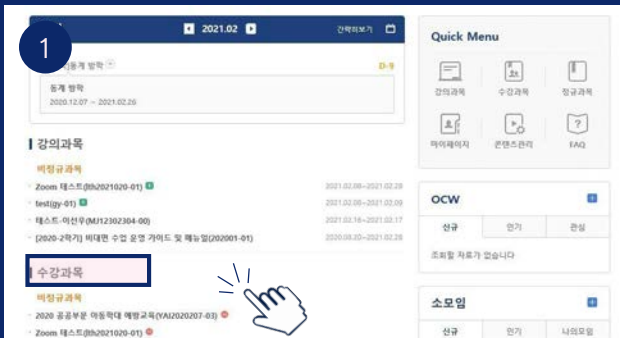 1
2021.02
간략히보기
동계 방학
D-9
동계 방학
2020.12.07 ~ 2021.02.26
강의과목
비정규과목
Zoom 테스트(lth2021020-01)
2021.02.08~2021.02.28
test(jgy-01)
2021.02.08~2021.02.09
테스트-이선우(MJ12302304-00)
2021.02.16~2021.03.17
[2020-2학기] 비대면 수업 운영 가이드 및 매뉴얼(202001-01)
2020.08.20~2021.02.28
수강과목
비정규과목
2020 공공부문 아동학대 예방교육(YAI2020207-03)
Zoom 테스트(lth2021020-01)
Quick Menu
강의과목
수강과목
정규과목
마이페이지
콘텐츠관리
FAQ
OCW
신규
인기
관심
조회할 자료가 없습니다
소모임
신규
인기
나의모임